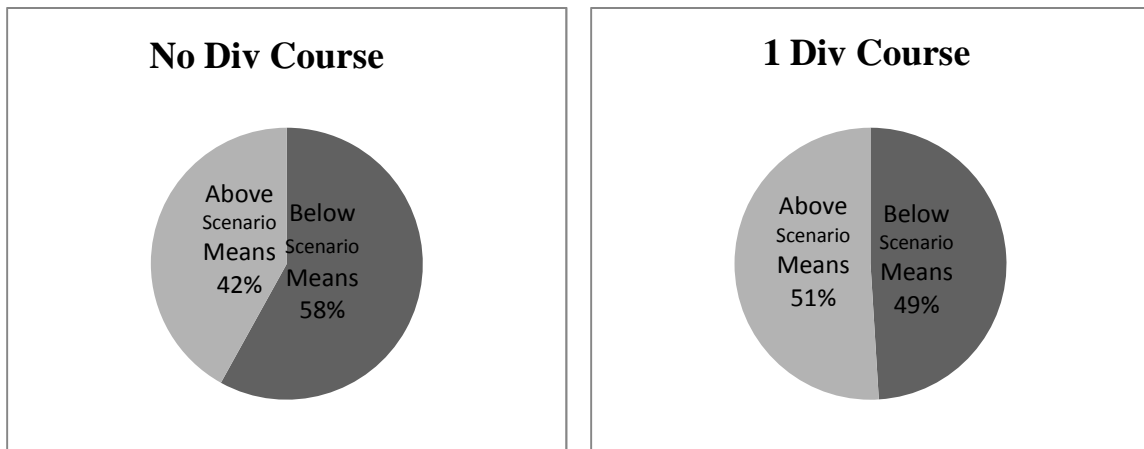 No Div Course
Above
Scenario
Means
42%
Below
Scenario
Means
58%
1 Div Course
Above
Scenario
Means
51%
Below
Scenario
Means
49%